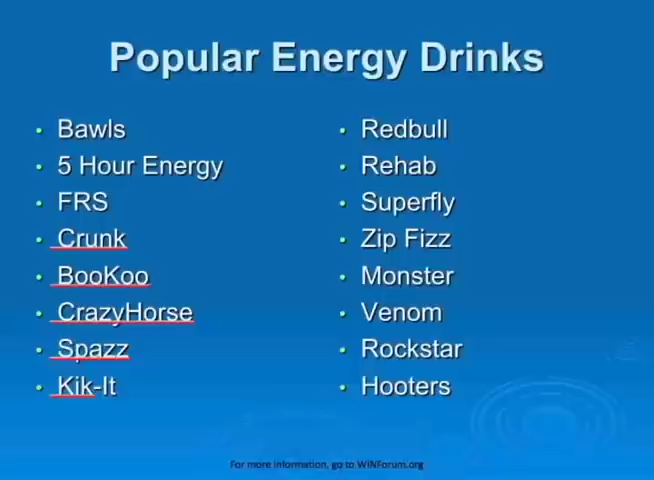 Popular Energy Drinks
Bawls
5 Hour Energy
FRS
Crunk
BooKoo
CrazyHorse
Spazz
Kik-It
Redbull
Rehab
Superfly
Zip Fizz
Monster
Venom
Rockstar
Hooters
For more information, go to WINForum.org